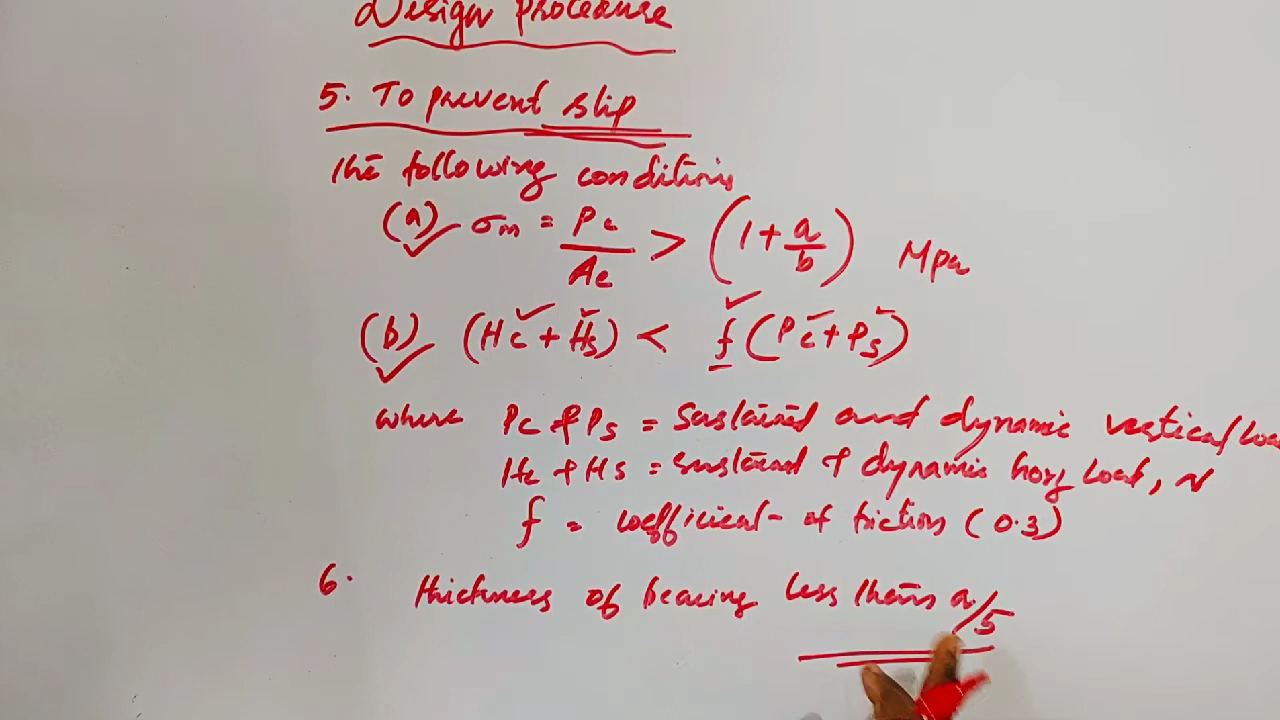 Design procedure
5. To prevent slip
The following conditions
(a) σm = Pc / Ac > (1 + a/b) Mpa
(b) (Hc + Hs) < f (Pc + Ps)
where Pc & Ps = Sustained and dynamic vertical load
Hc + Hs = sustained & dynamic horz load, N
f = coefficient of friction (0.3)
6. thickness of bearing less than a/5